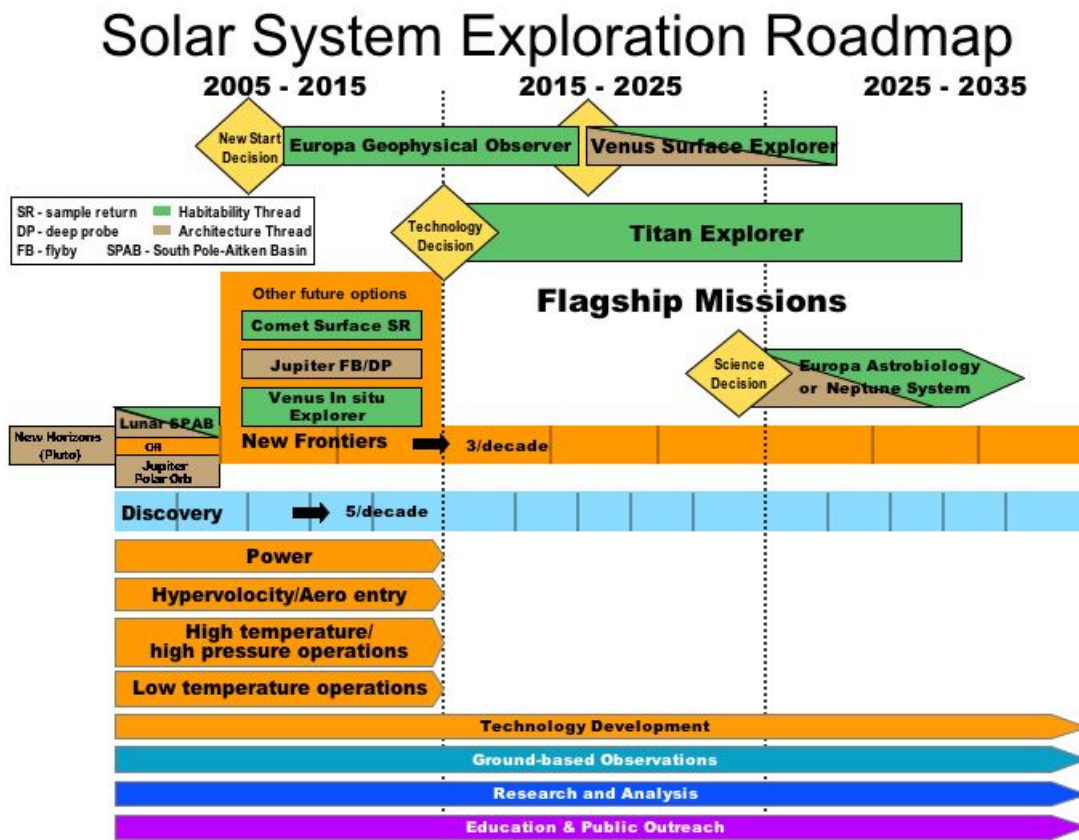 Solar System Exploration Roadmap
2005 - 2015
2015 - 2025
2025 - 2035
New Start
Decision
Europa Geophysical Observer
Venus Surface Explorer
SR - sample return
Habitability Thread
DP - deep probe
Architecture Thread
FB - flyby
SPAB - South Pole-Aitken Basin
Technology
Decision
Titan Explorer
Other future options
Comet Surface SR
Jupiter FB/DP
Venus In situ
Explorer
Flagship Missions
Science
Decision
Europa Astrobiology
or Neptune System
New Horizons
(Pluto)
Lunar SPAB
OR
Jupiter
Polar Orb
New Frontiers
3/decade
Discovery
5/decade
Power
Hypervolocity/Aero entry
High temperature/
high pressure operations
Low temperature operations
Technology Development
Ground-based Observations
Research and Analysis
Education & Public Outreach